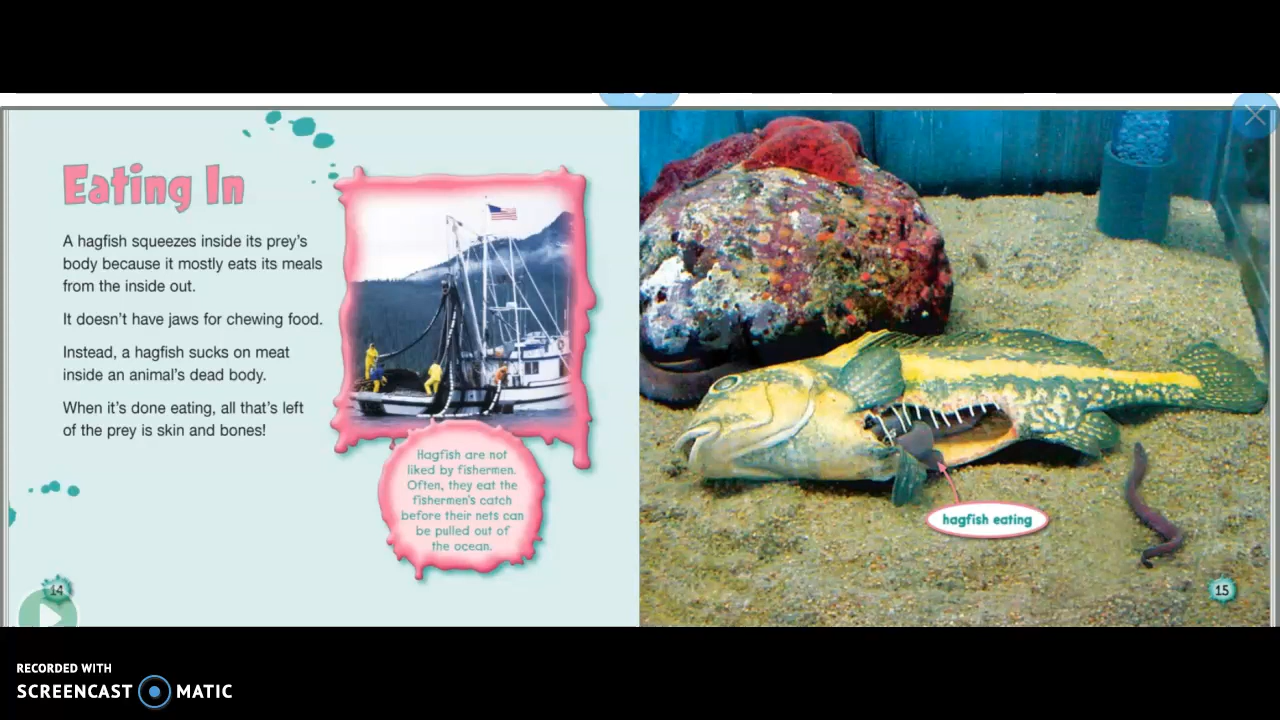 Eating In
A hagfish squeezes inside its prey's
body because it mostly eats its meals
from the inside out.
It doesn't have jaws for chewing food.
Instead, a hagfish sucks on meat
inside an animal's dead body.
When it's done eating, all that's left
of the prey is skin and bones!
Hagfish are not
liked by fishermen.
Often, they eat the
fishermen's catch
before their nets can
be pulled out of
the ocean.
14
hagfish eating
15
RECORDED WITH
SCREENCAST MATIC